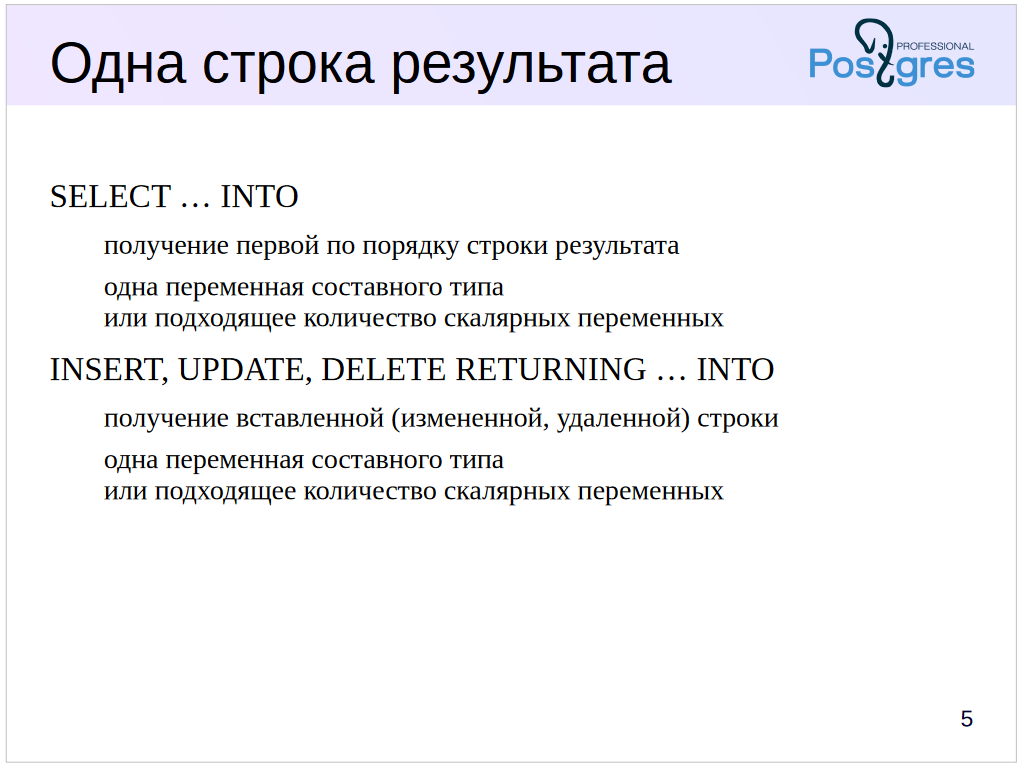 Одна строка результата
PROFESSIONAL
Postgres
SELECT … INTO
получение первой по порядку строки результата
одна переменная составного типа
или подходящее количество скалярных переменных
INSERT, UPDATE, DELETE RETURNING … INTO
получение вставленной (измененной, удаленной) строки
одна переменная составного типа
или подходящее количество скалярных переменных
5